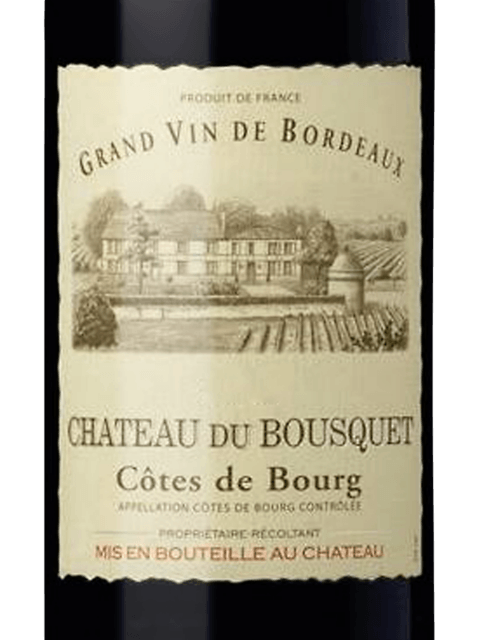 PRODUIT DE FRANCE
GRAND VIN DE BORDEAUX
CHATEAU DU BOUSQUET
Côtes de Bourg
APPELLATION CÔTES DE BOURG CONTRÔLÉE
PROPRIÉTAIRE-RÉCOLTANT
MIS EN BOUTEILLE AU CHATEAU